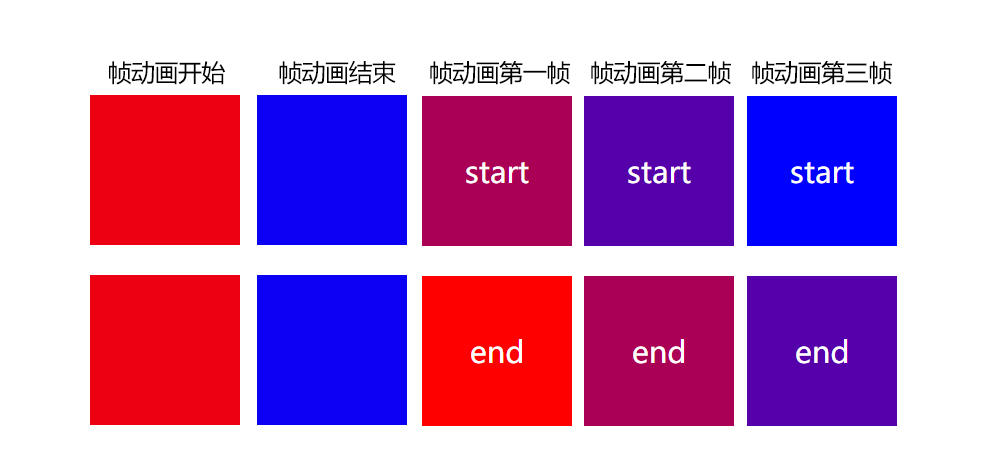 帧动画开始 帧动画结束 帧动画第一帧 帧动画第二帧 帧动画第三帧
start start start
end end end